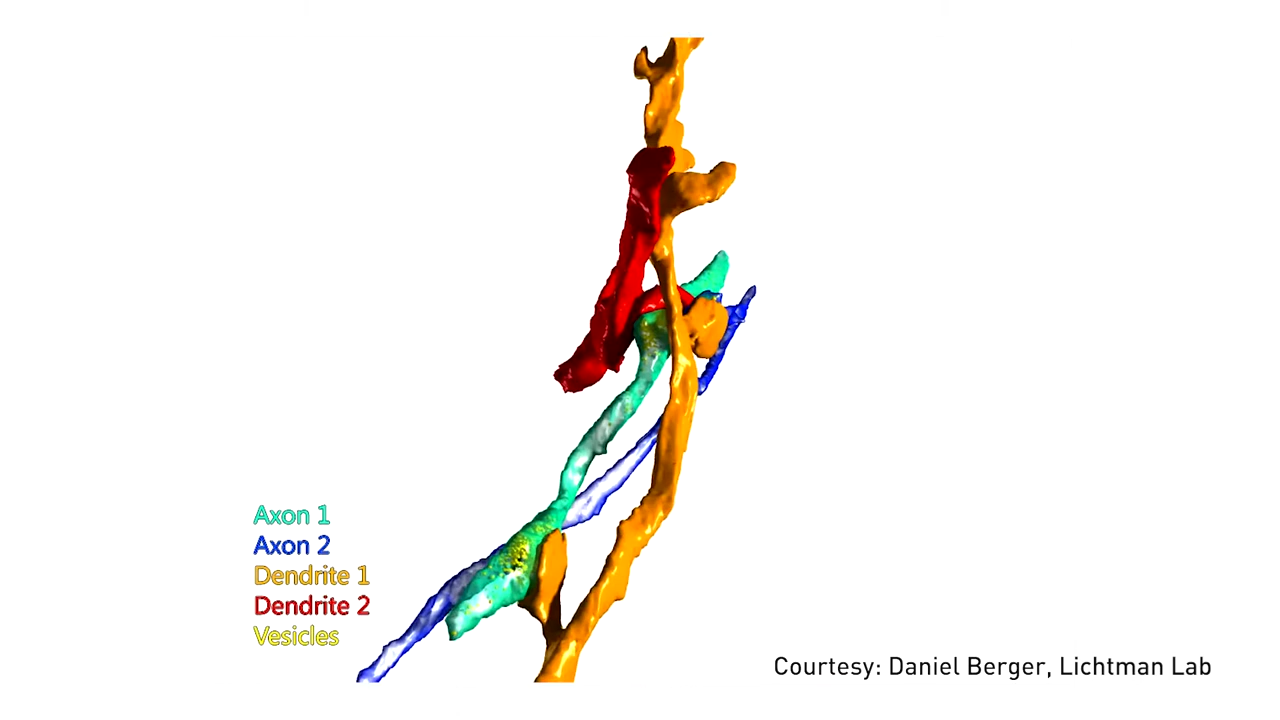 Axon 1
Axon 2
Dendrite 1
Dendrite 2
Vesicles
Courtesy: Daniel Berger, Lichtman Lab